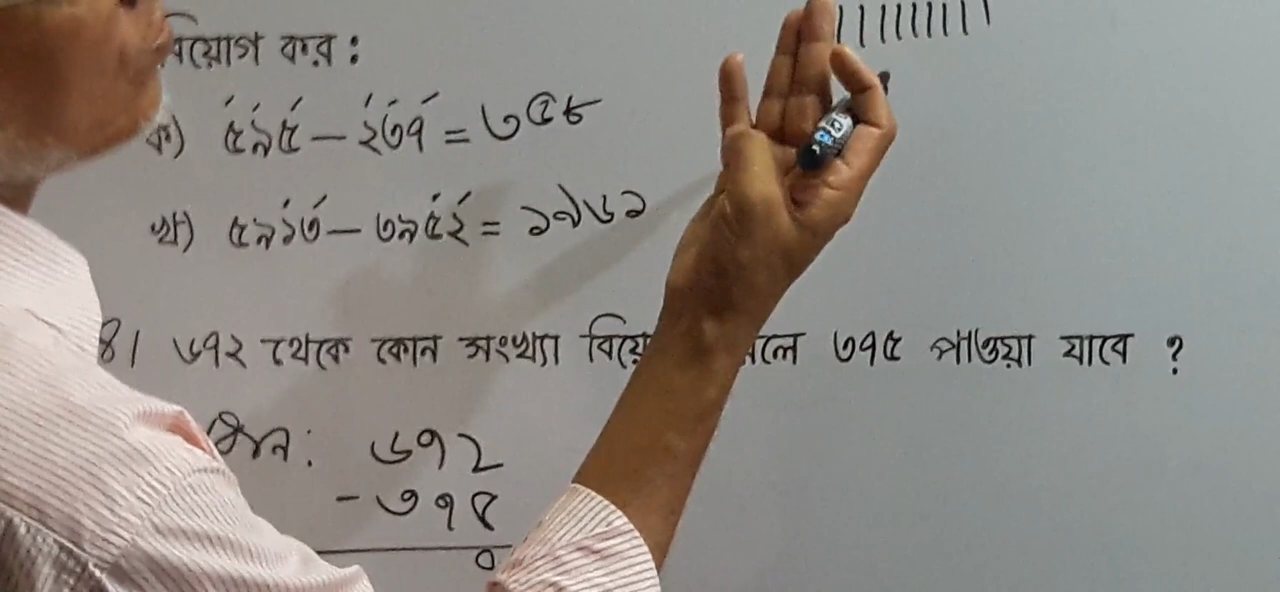 বিয়োগ কর :
ক) ৫৯৫ – ২৩৭ = ৩৫৮
খ) ৫৯১৩ – ৩৯৫২ = ১৯৬১
৪। ৬৭২ থেকে কোন সংখ্যা ৩৭৫ পাওয়া যাবে ?
৬৭২
- ৩৭৫